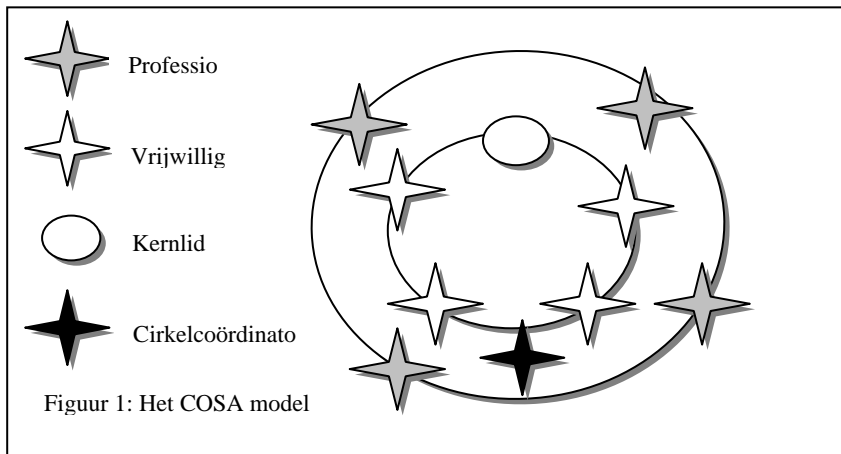 Professio
Vrijwillig
Kernlid
Cirkelcoördinato
Figuur 1: Het COSA model